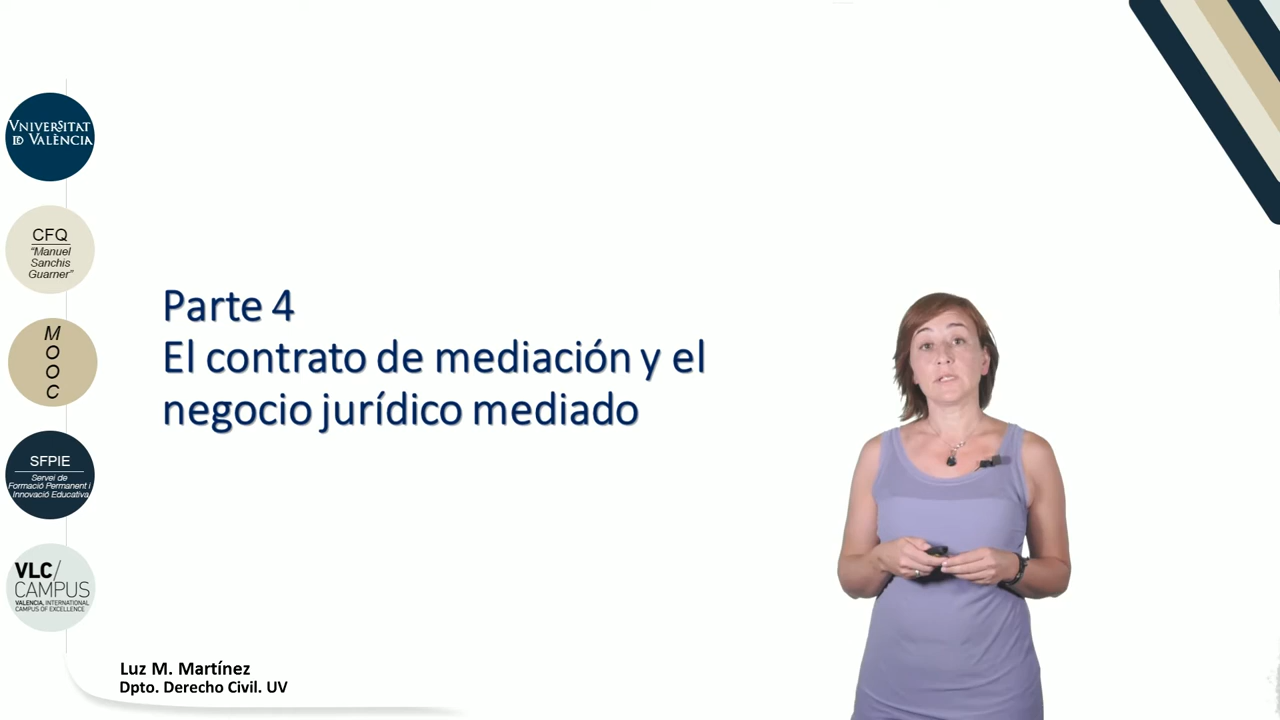 VNIVERSITAT
DE VALÈNCIA
CFQ
"Manuel
Sanchis
Guarner"
M
O
O
C
SFPIE
Servei de
Formació Permanent i
Innovació Educativa
VLC/
CAMPUS
VALENCIA, INTERNATIONAL
CAMPUS OF EXCELLENCE
Parte 4
El contrato de mediación y el
negocio jurídico mediado
Luz M. Martínez
Dpto. Derecho Civil. UV